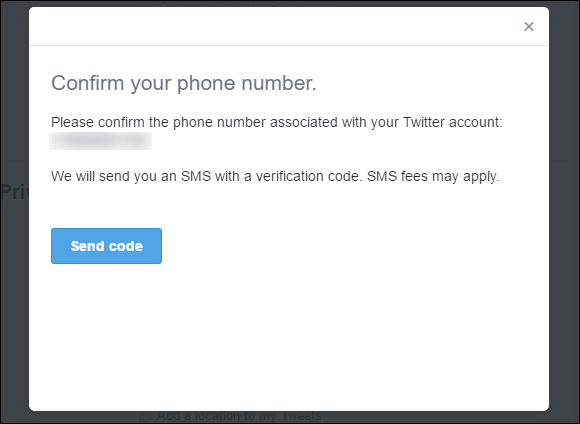 ×
Confirm your phone number.
Please confirm the phone number associated with your Twitter account:
We will send you an SMS with a verification code. SMS fees may apply.
Send code
Priv
Add a location to my Tweets